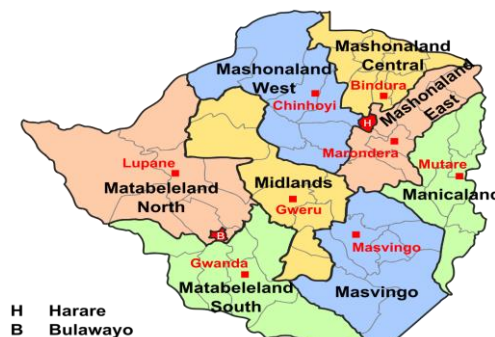 Mashonaland
Central
Bindura
Mashonaland
West
Chinhoyi
Mashonaland
East
H
Marondera
Lupane
Matabeleland
North
Midlands
Gweru
Mutare
Manicaland
B
Gwanda
Matabeleland
South
Masvingo
Masvingo
H Harare
B Bulawayo